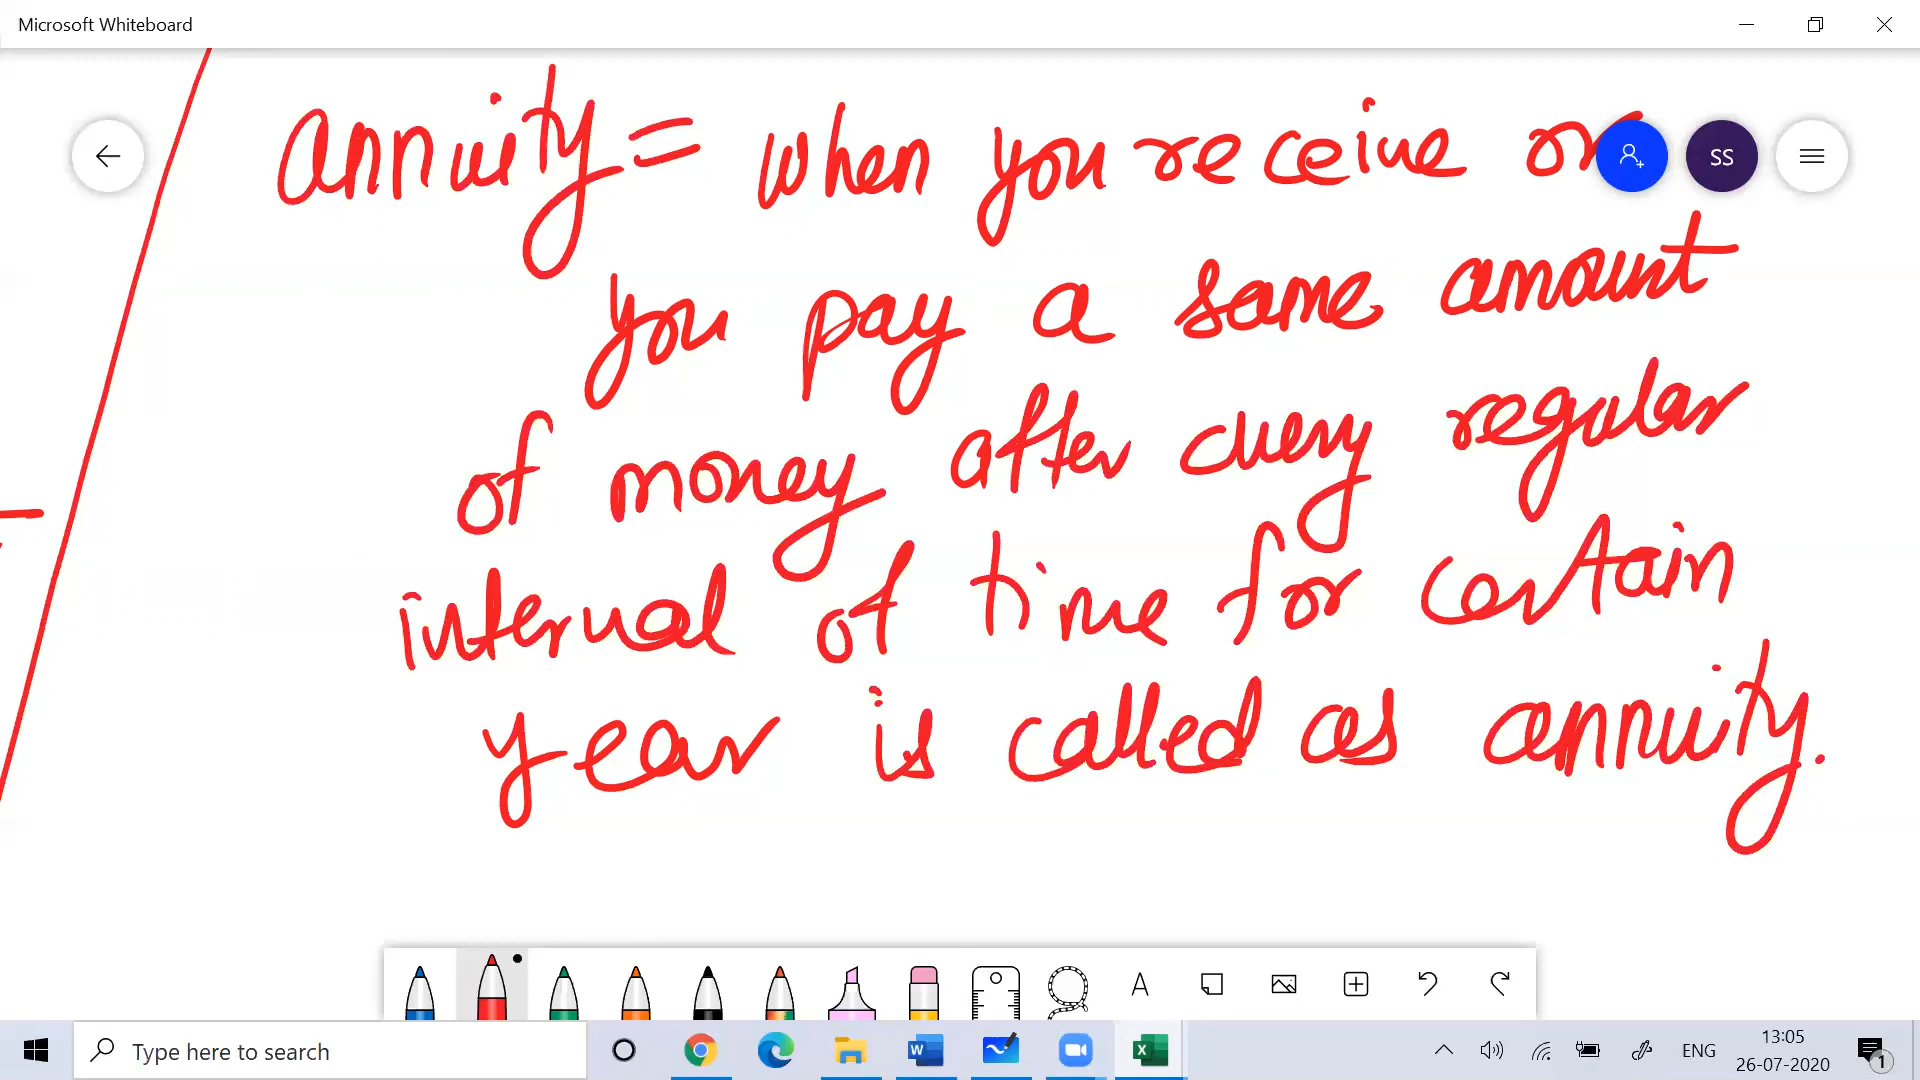 Microsoft Whiteboard
annuity = when you receive or
SS
you pay a same amount
of money after every regular
interval of time for certain
year is called as annuity.
A
Type here to search
W
X
ENG
13:05
26-07-2020
1